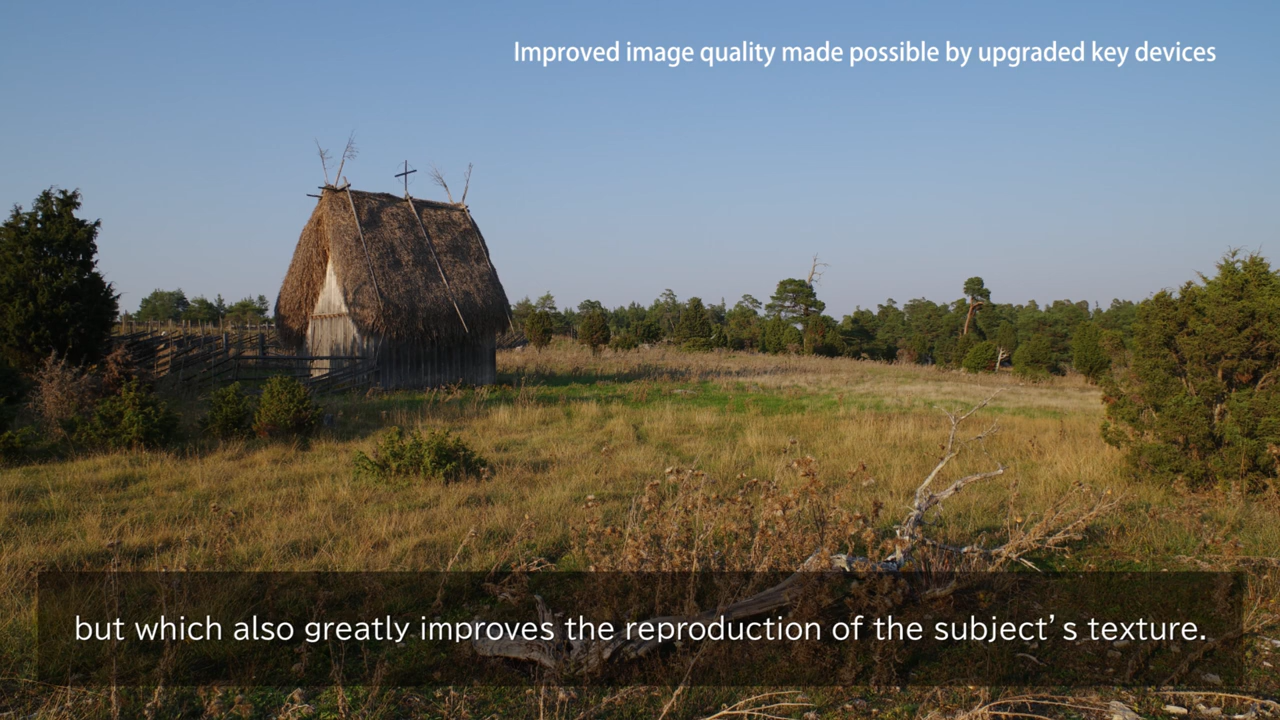 Improved image quality made possible by upgraded key devices
but which also greatly improves the reproduction of the subject's texture.